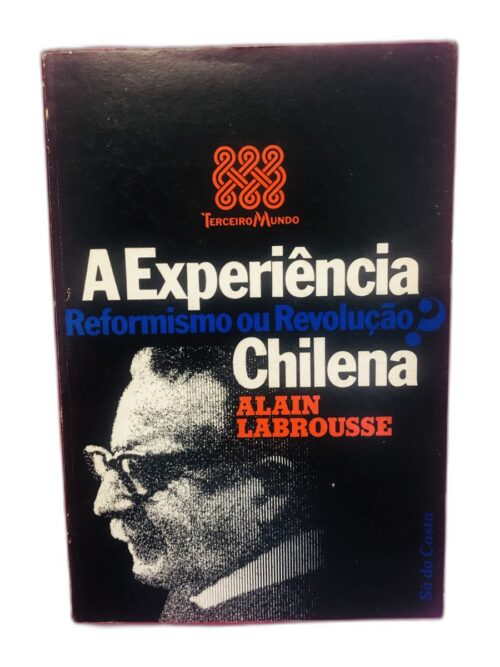 TERCEIRO MUNDO
A Experiência
Reformismo ou Revolução?
Chilena
ALAIN
LABROUSSE
Sá da Costa